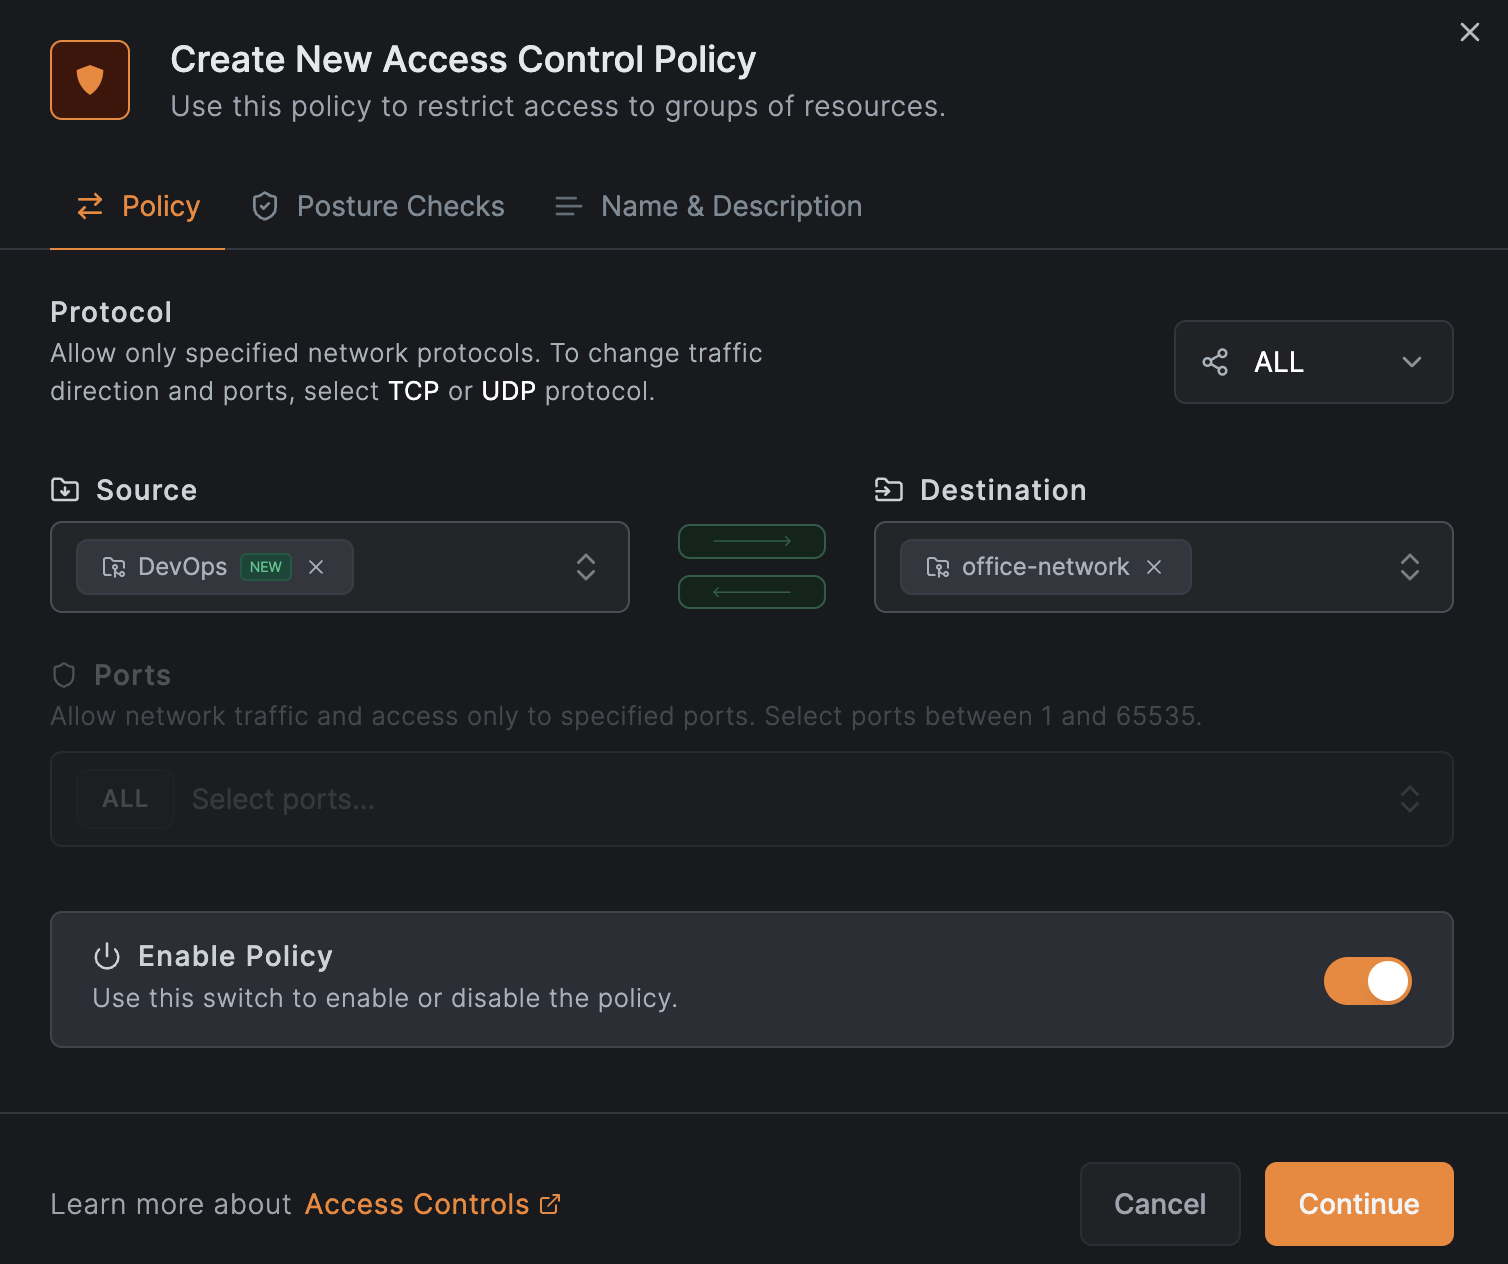 Create New Access Control Policy
Use this policy to restrict access to groups of resources.
Policy
Posture Checks
Name & Description
Protocol
Allow only specified network protocols. To change traffic
direction and ports, select TCP or UDP protocol.
ALL
Source
Destination
DevOps NEW
office-network
Ports
Allow network traffic and access only to specified ports. Select ports between 1 and 65535.
ALL Select ports...
Enable Policy
Use this switch to enable or disable the policy.
Learn more about Access Controls
Cancel
Continue